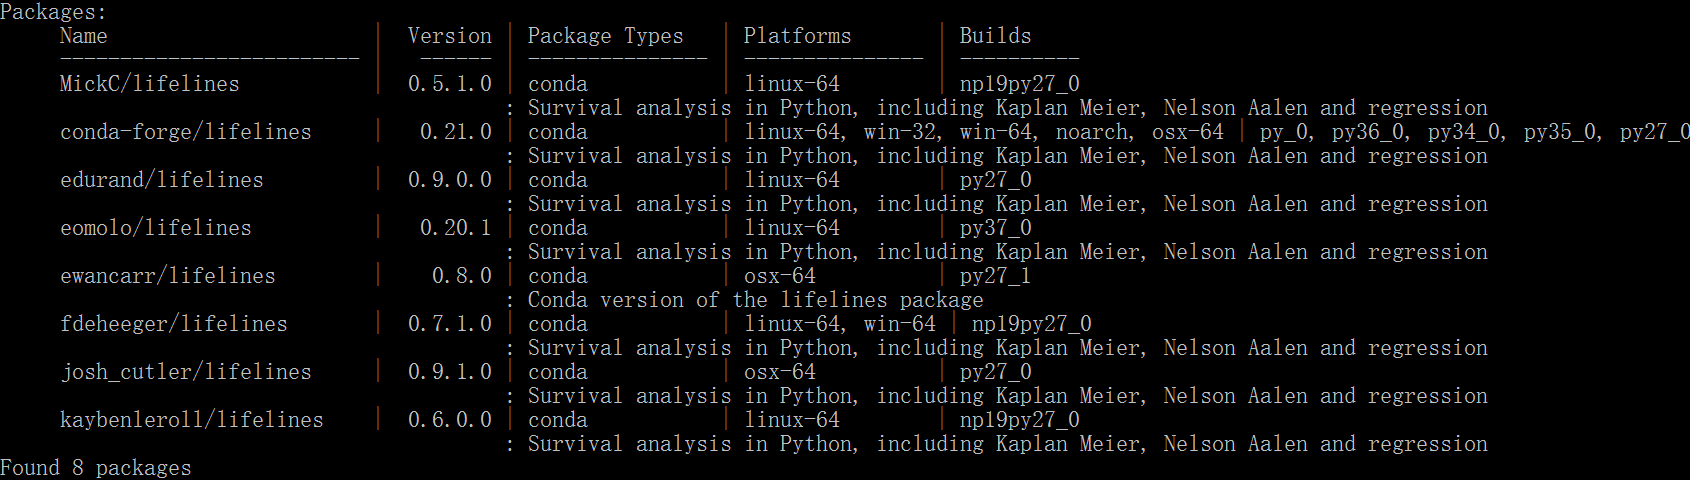 Packages:
Name | Version | Package Types | Platforms | Builds
------------------------- | ------ | --------------- | --------------- | ----------
MickC/lifelines | 0.5.1.0 | conda | linux-64 | np19py27_0
: Survival analysis in Python, including Kaplan Meier, Nelson Aalen and regression
conda-forge/lifelines | 0.21.0 | conda | linux-64, win-32, win-64, noarch, osx-64 | py_0, py36_0, py34_0, py35_0, py27_0
: Survival analysis in Python, including Kaplan Meier, Nelson Aalen and regression
edurand/lifelines | 0.9.0.0 | conda | linux-64 | py27_0
: Survival analysis in Python, including Kaplan Meier, Nelson Aalen and regression
eomolo/lifelines | 0.20.1 | conda | linux-64 | py37_0
: Survival analysis in Python, including Kaplan Meier, Nelson Aalen and regression
ewancarr/lifelines | 0.8.0 | conda | osx-64 | py27_1
: Conda version of the lifelines package
fdeheeger/lifelines | 0.7.1.0 | conda | linux-64, win-64 | np19py27_0
: Survival analysis in Python, including Kaplan Meier, Nelson Aalen and regression
josh_cutler/lifelines | 0.9.1.0 | conda | osx-64 | py27_0
: Survival analysis in Python, including Kaplan Meier, Nelson Aalen and regression
kaybenleroll/lifelines | 0.6.0.0 | conda | linux-64 | np19py27_0
: Survival analysis in Python, including Kaplan Meier, Nelson Aalen and regression
Found 8 packages